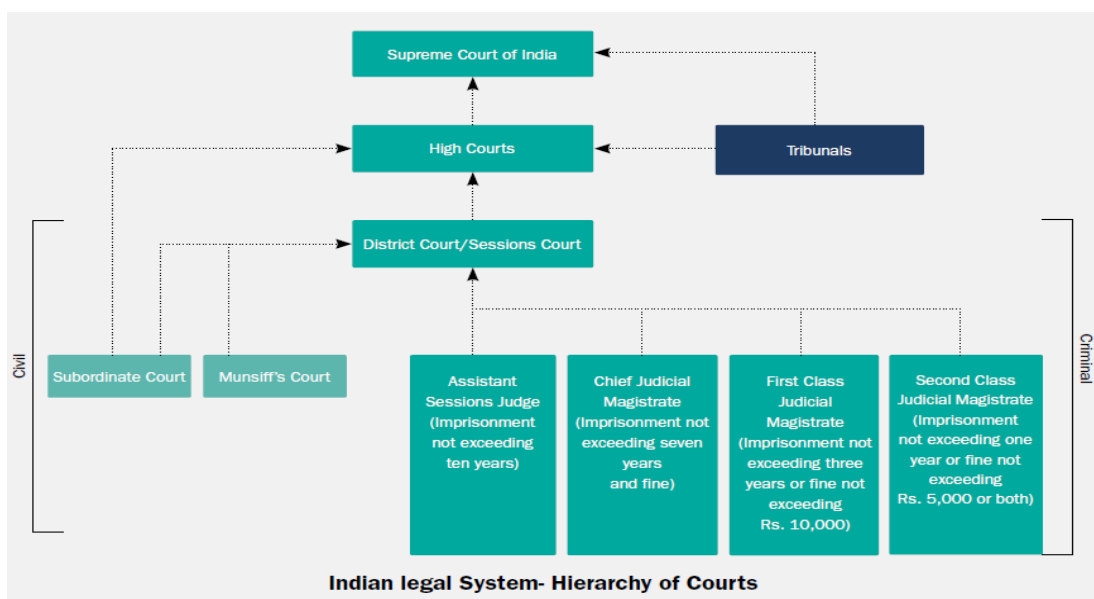 Supreme Court of India
High Courts
Tribunals
District Court/Sessions Court
Civil
Criminal
Subordinate Court
Munsiff's Court
Assistant
Sessions Judge
(Imprisonment
not exceeding
ten years)
Chief Judicial
Magistrate
(Imprisonment not
exceeding seven
years
and fine)
First Class
Judicial
Magistrate
(Imprisonment not
exceeding three
years or fine not
exceeding
Rs. 10,000)
Second Class
Judicial Magistrate
(Imprisonment
not exceeding one
year or fine not
exceeding
Rs. 5,000 or both)
Indian legal System- Hierarchy of Courts